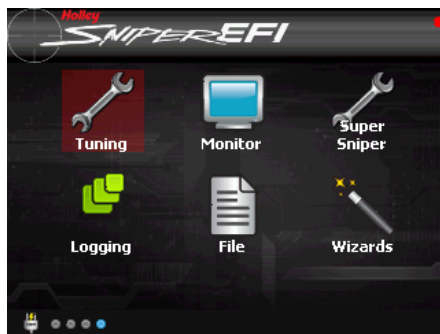 Holley
SNIPER EFI
Tuning
Monitor
Super
Sniper
Logging
File
Wizards